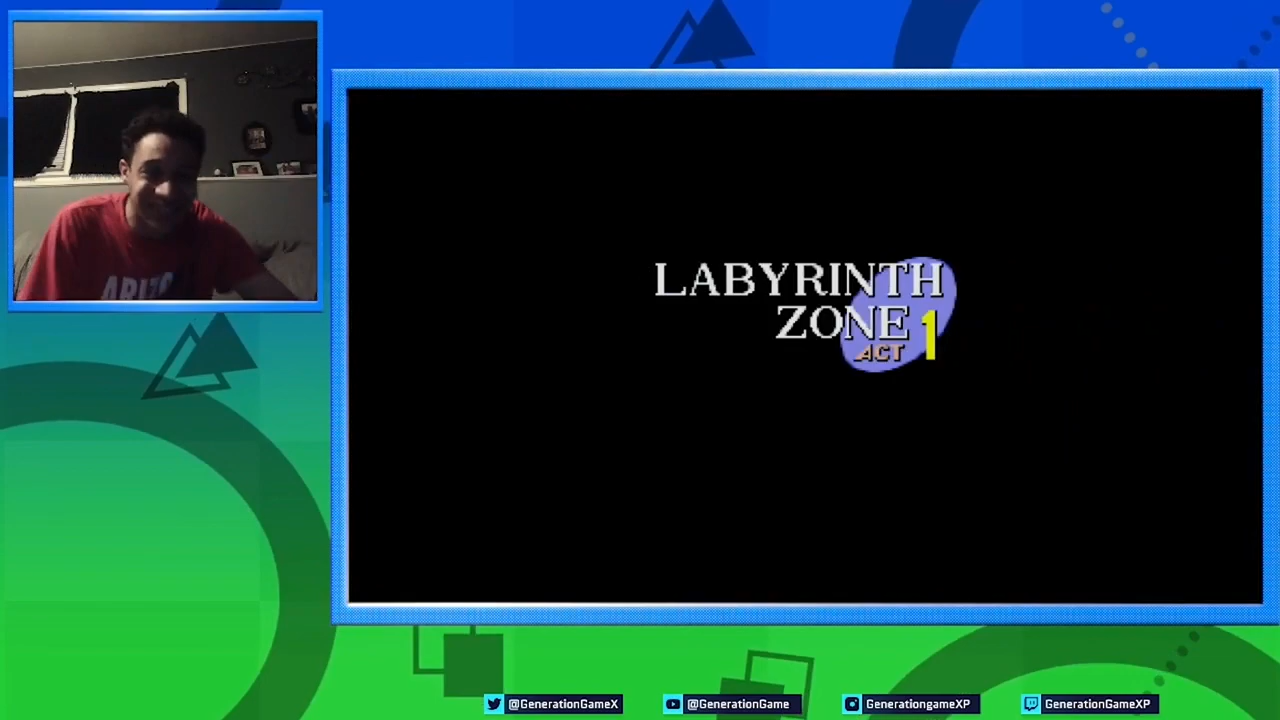 LABYRINTH
ZONE
ACT 1
@GenerationGameX
@GenerationGame
GenerationgameXP
GenerationGameXP